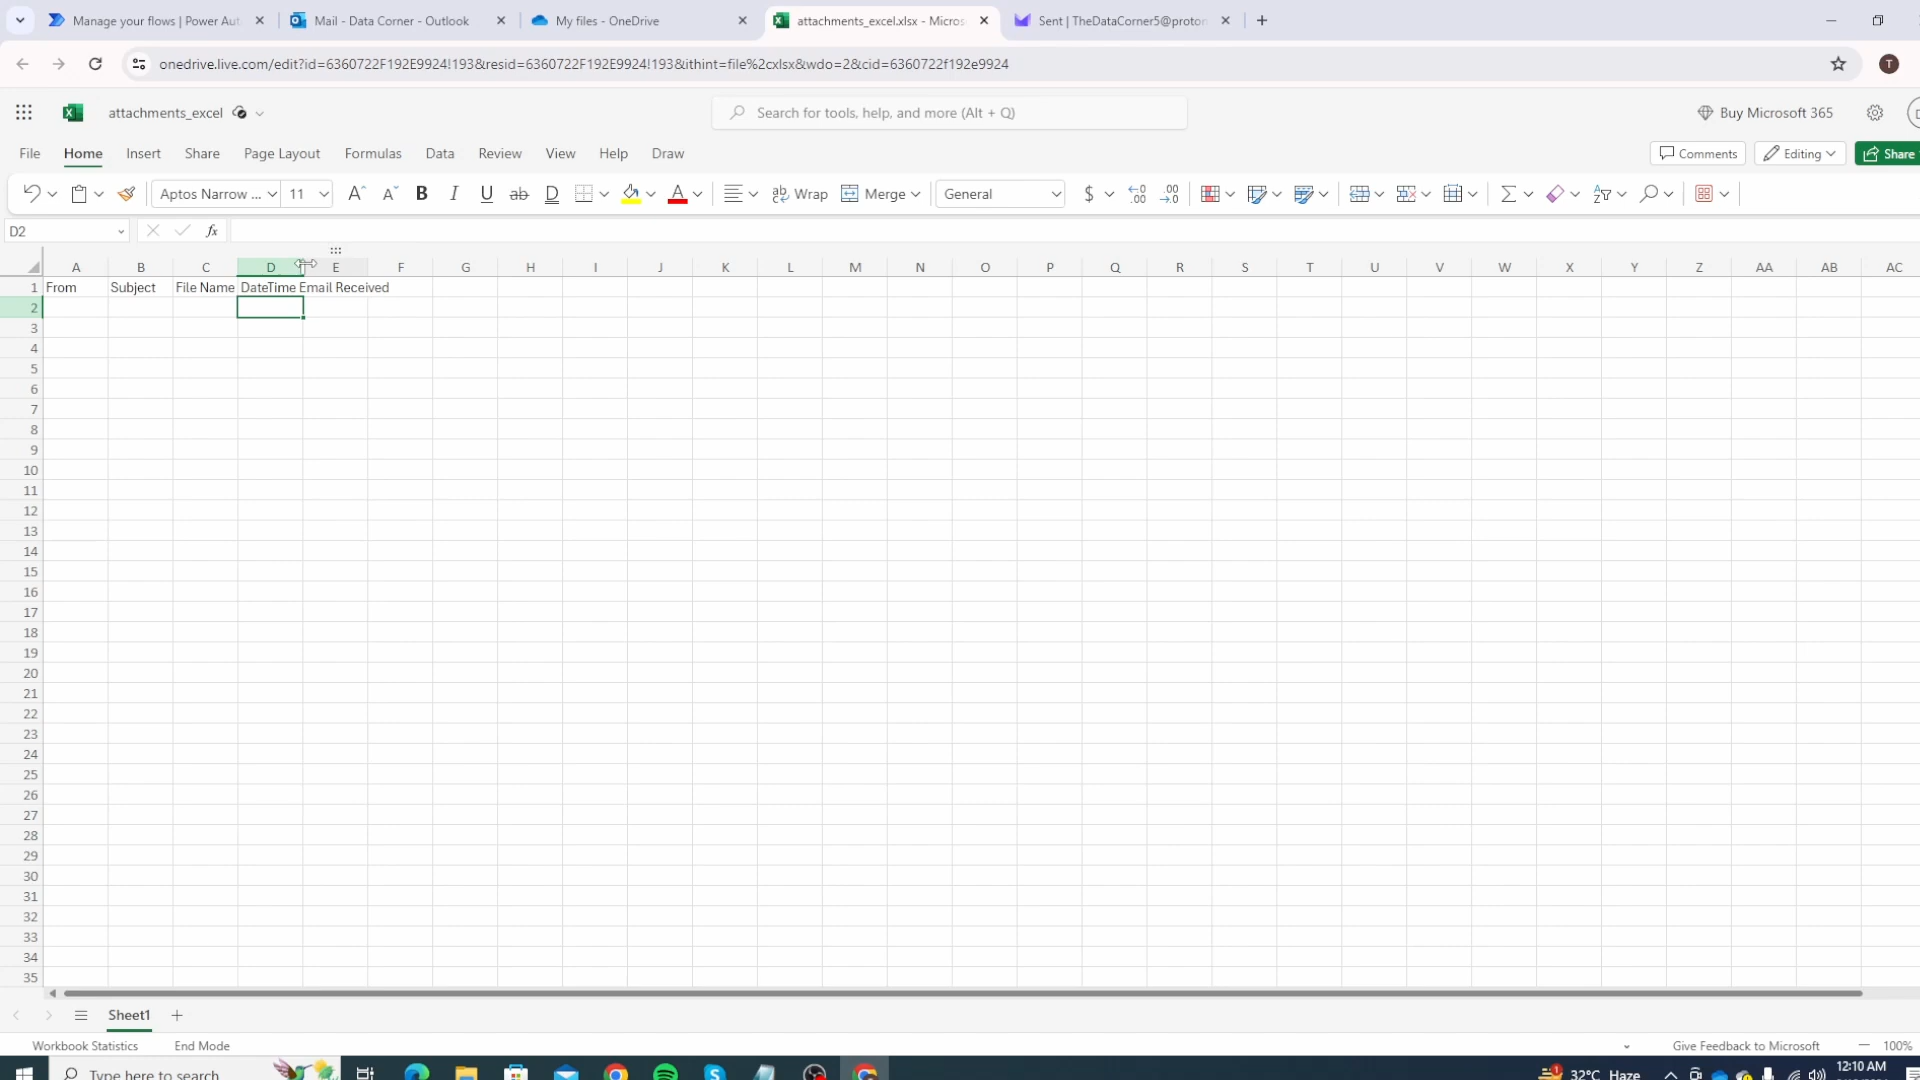 Manage your flows | Power Aut
Mail - Data Corner - Outlook
My files - OneDrive
attachments_excel.xlsx - Micros
Sent | TheDataCorner5@proton
onedrive.live.com/edit?id=6360722F192E9924!193&resid=6360722F192E9924!193&ithint=file%2cxlsx&wdo=2&cid=6360722f192e9924
T
attachments_excel
Search for tools, help, and more (Alt + Q)
Buy Microsoft 365
File Home Insert Share Page Layout Formulas Data Review View Help Draw
Comments Editing Share
Aptos Narrow ... 11 A A B I U ab D A Wrap Merge General $ .00
D2 fx
A B C D E F G H I J K L M N O P Q R S T U V W X Y Z AA AB AC
1 From Subject File Name DateTime Email Received
2
3
4
5
6
7
8
9
10
11
12
13
14
15
16
17
18
19
20
21
22
23
24
25
26
27
28
29
30
31
32
33
34
35
Sheet1
Workbook Statistics End Mode Give Feedback to Microsoft 100%
Type here to search
32°C Haze 12:10 AM